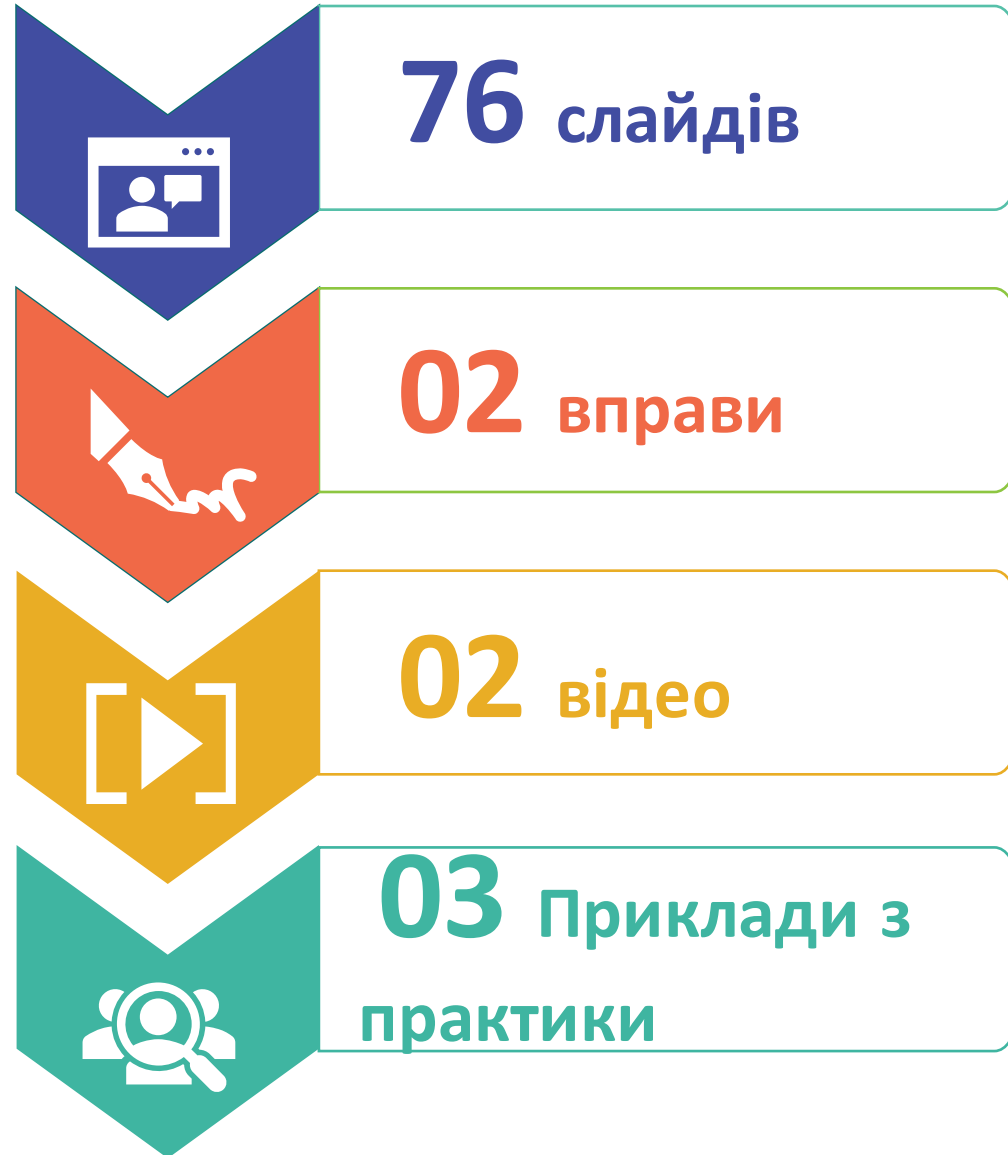 76 слайдів
02 вправи
02 відео
03 Приклади з
практики